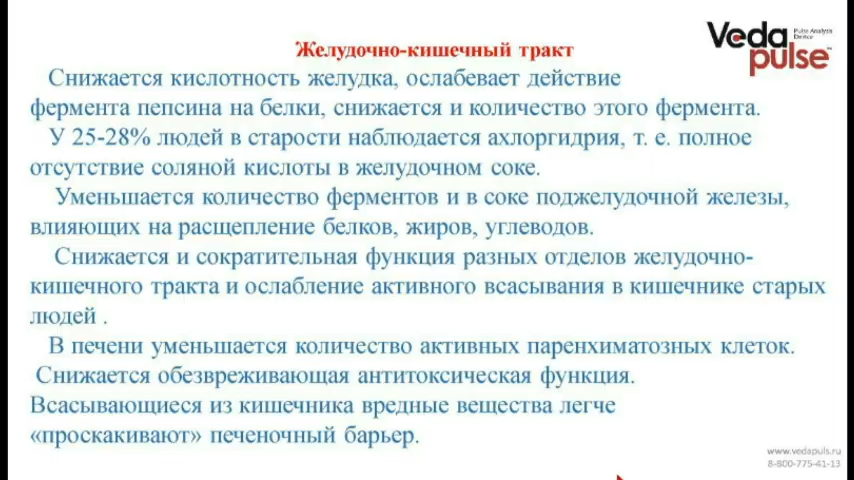 Veda pulse™
Pulse Analysis
Device
Желудочно-кишечный тракт
Снижается кислотность желудка, ослабевает действие
фермента пепсина на белки, снижается и количество этого фермента.
У 25-28% людей в старости наблюдается ахлоргидрия, т. е. полное
отсутствие соляной кислоты в желудочном соке.
Уменьшается количество ферментов и в соке поджелудочной железы,
влияющих на расщепление белков, жиров, углеводов.
Снижается и сократительная функция разных отделов желудочно-
кишечного тракта и ослабление активного всасывания в кишечнике старых
людей .
В печени уменьшается количество активных паренхиматозных клеток.
Снижается обезвреживающая антитоксическая функция.
Всасывающиеся из кишечника вредные вещества легче
«проскакивают» печеночный барьер.
www.vedapuls.ru
8-800-775-41-13